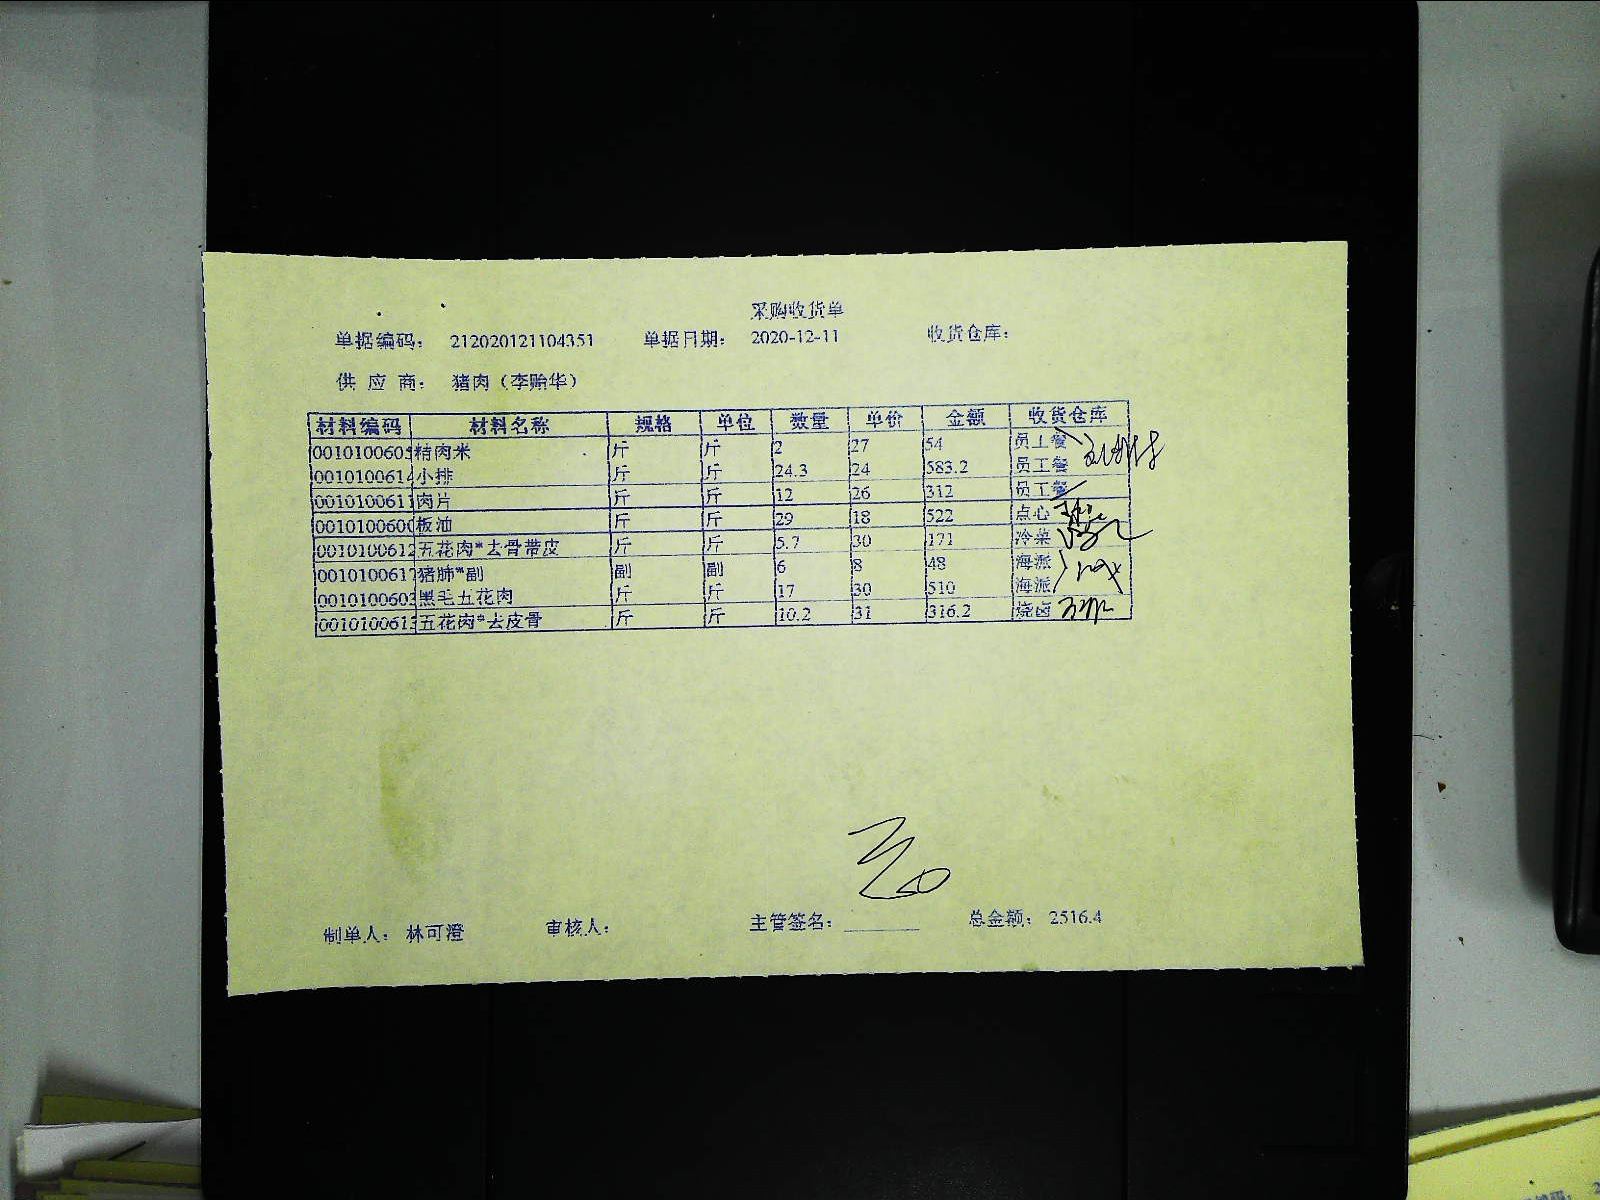 采购收货单
单据编码： 212020121104351 单据日期： 2020-12-11 收货仓库：
供 应 商： 猪肉（李贻华）
材料编码 材料名称 规格 单位 数量 单价 金额 收货仓库
0010100605 精肉米 斤 斤 2 27 54 员工餐
0010100614 小排 斤 斤 24.3 24 583.2 员工餐
0010100611 肉片 斤 斤 12 26 312 员工餐
0010100600 板油 斤 斤 29 18 522 点心
0010100612 五花肉*去骨带皮 斤 斤 5.7 30 171 冷菜
0010100617 猪肺*副 副 副 6 8 48 海派
0010100603 黑毛五花肉 斤 斤 17 30 510 海派
0010100613 五花肉*去皮骨 斤 斤 10.2 31 316.2 烧卤
制单人： 林可澄 审核人： 主管签名： 总金额： 2516.4